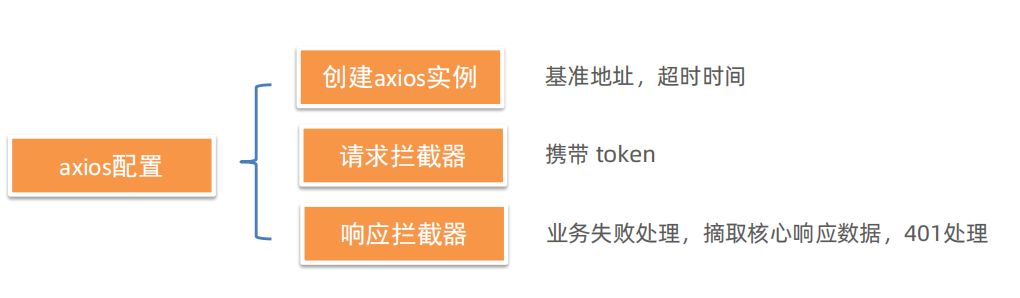 创建axios实例
基准地址，超时时间
axios配置
请求拦截器
携带 token
响应拦截器
业务失败处理，摘取核心响应数据，401处理